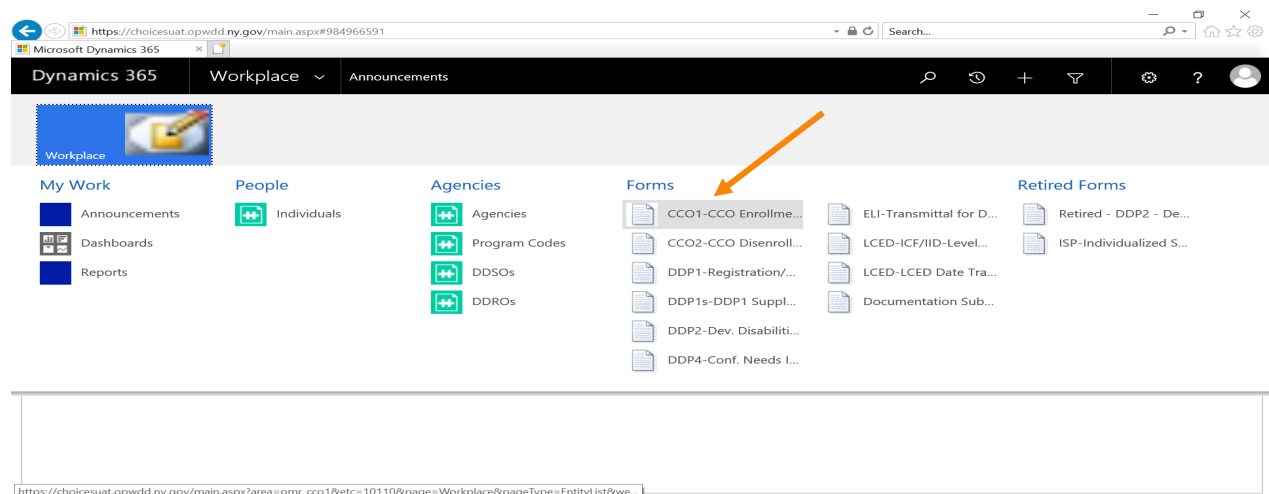 https://choicesuat.opwdd.ny.gov/main.aspx#984966591
Search...
Microsoft Dynamics 365
Dynamics 365
Workplace
Announcements
?
Workplace
My Work
Announcements
Dashboards
Reports
People
Individuals
Agencies
Agencies
Program Codes
DDSOs
DDROs
Forms
CCO1-CCO Enrollme...
CCO2-CCO Disenroll...
DDP1-Registration/...
DDP1s-DDP1 Suppl...
DDP2-Dev. Disabiliti...
DDP4-Conf. Needs I...
ELI-Transmittal for D...
LCED-ICF/IID-Level...
LCED-LCED Date Tra...
Documentation Sub...
Retired Forms
Retired - DDP2 - De...
ISP-Individualized S...
https://choicesuat.opwdd.ny.gov/main.aspx?area=omr_cco1&etc=10110&page=Workplace&pageType=EntityList&we...